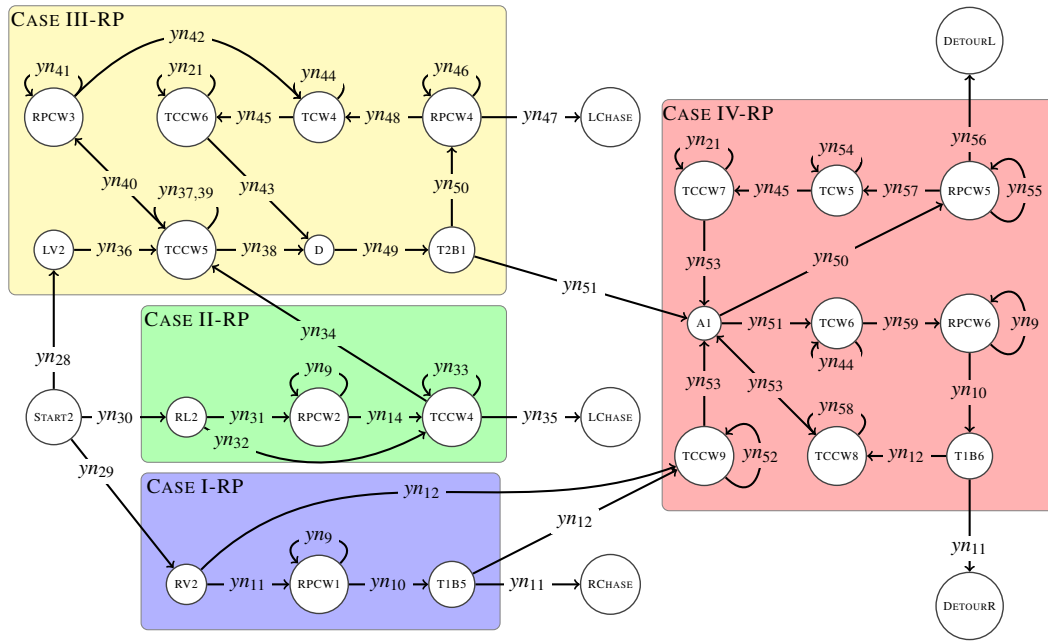 CASE III-RP
yn42
DETOURL
yn41
yn21
yn44
yn46
RPCW3
TCCW6
yn45
TCW4
yn48
RPCW4
yn47
LCHASE
CASE IV-RP
yn56
yn21
yn54
yn40
yn37,39
yn43
yn50
TCCW7
yn45
TCW5
yn57
RPCW5
yn55
LV2
yn36
TCCW5
yn38
D
yn49
T2B1
yn53
yn50
yn51
CASE II-RP
yn34
A1
yn51
TCW6
yn59
RPCW6
yn9
yn28
yn9
yn33
yn44
yn53
yn53
yn10
START2
yn30
RL2
yn31
RPCW2
yn14
TCCW4
yn35
LCHASE
yn58
yn32
yn29
TCCW9
yn52
TCCW8
yn12
T1B6
CASE I-RP
yn12
yn12
yn9
yn11
RV2
yn11
RPCW1
yn10
T1B5
yn11
RCHASE
DETOURR